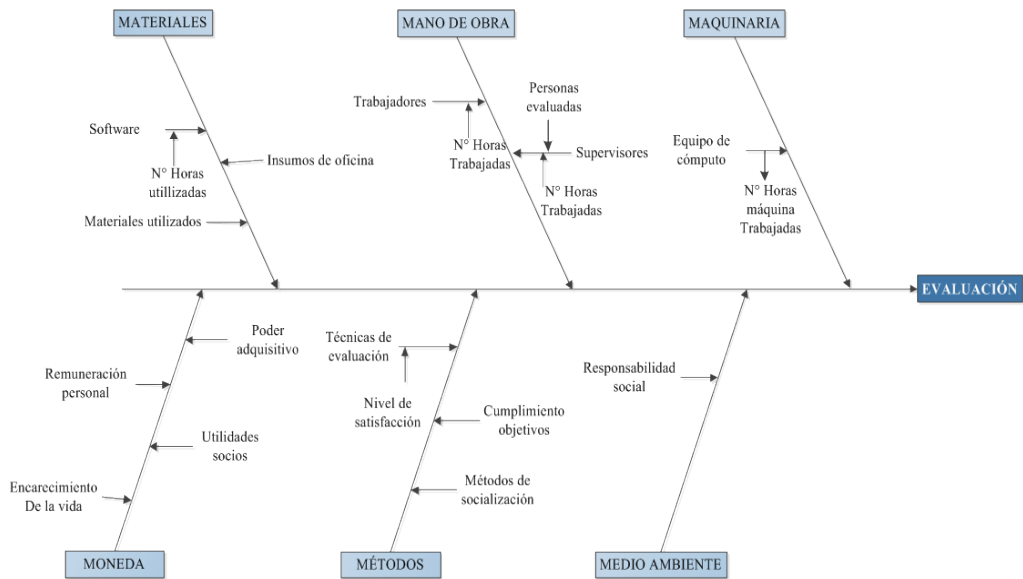 MATERIALES
MANO DE OBRA
MAQUINARIA
Software
N° Horas
utillizadas
Insumos de oficina
Materiales utilizados
Trabajadores
N° Horas
Trabajadas
Personas
evaluadas
Supervisores
N° Horas
Trabajadas
Equipo de
cómputo
N° Horas
máquina
Trabajadas
EVALUACIÓN
Poder
adquisitivo
Remuneración
personal
Utilidades
socios
Encarecimiento
De la vida
Técnicas de
evaluación
Nivel de
satisfacción
Cumplimiento
objetivos
Métodos de
socialización
Responsabilidad
social
MONEDA
MÉTODOS
MEDIO AMBIENTE